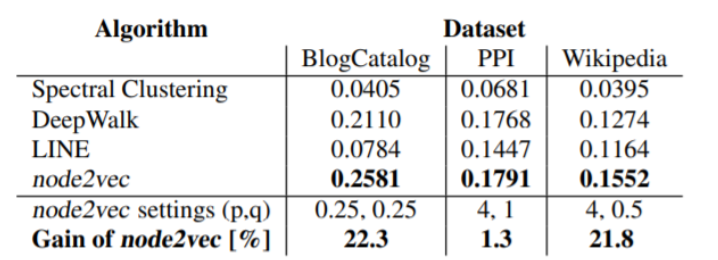 Algorithm Dataset
BlogCatalog PPI Wikipedia
Spectral Clustering 0.0405 0.0681 0.0395
DeepWalk 0.2110 0.1768 0.1274
LINE 0.0784 0.1447 0.1164
node2vec 0.2581 0.1791 0.1552
node2vec settings (p,q) 0.25, 0.25 4, 1 4, 0.5
Gain of node2vec [%] 22.3 1.3 21.8